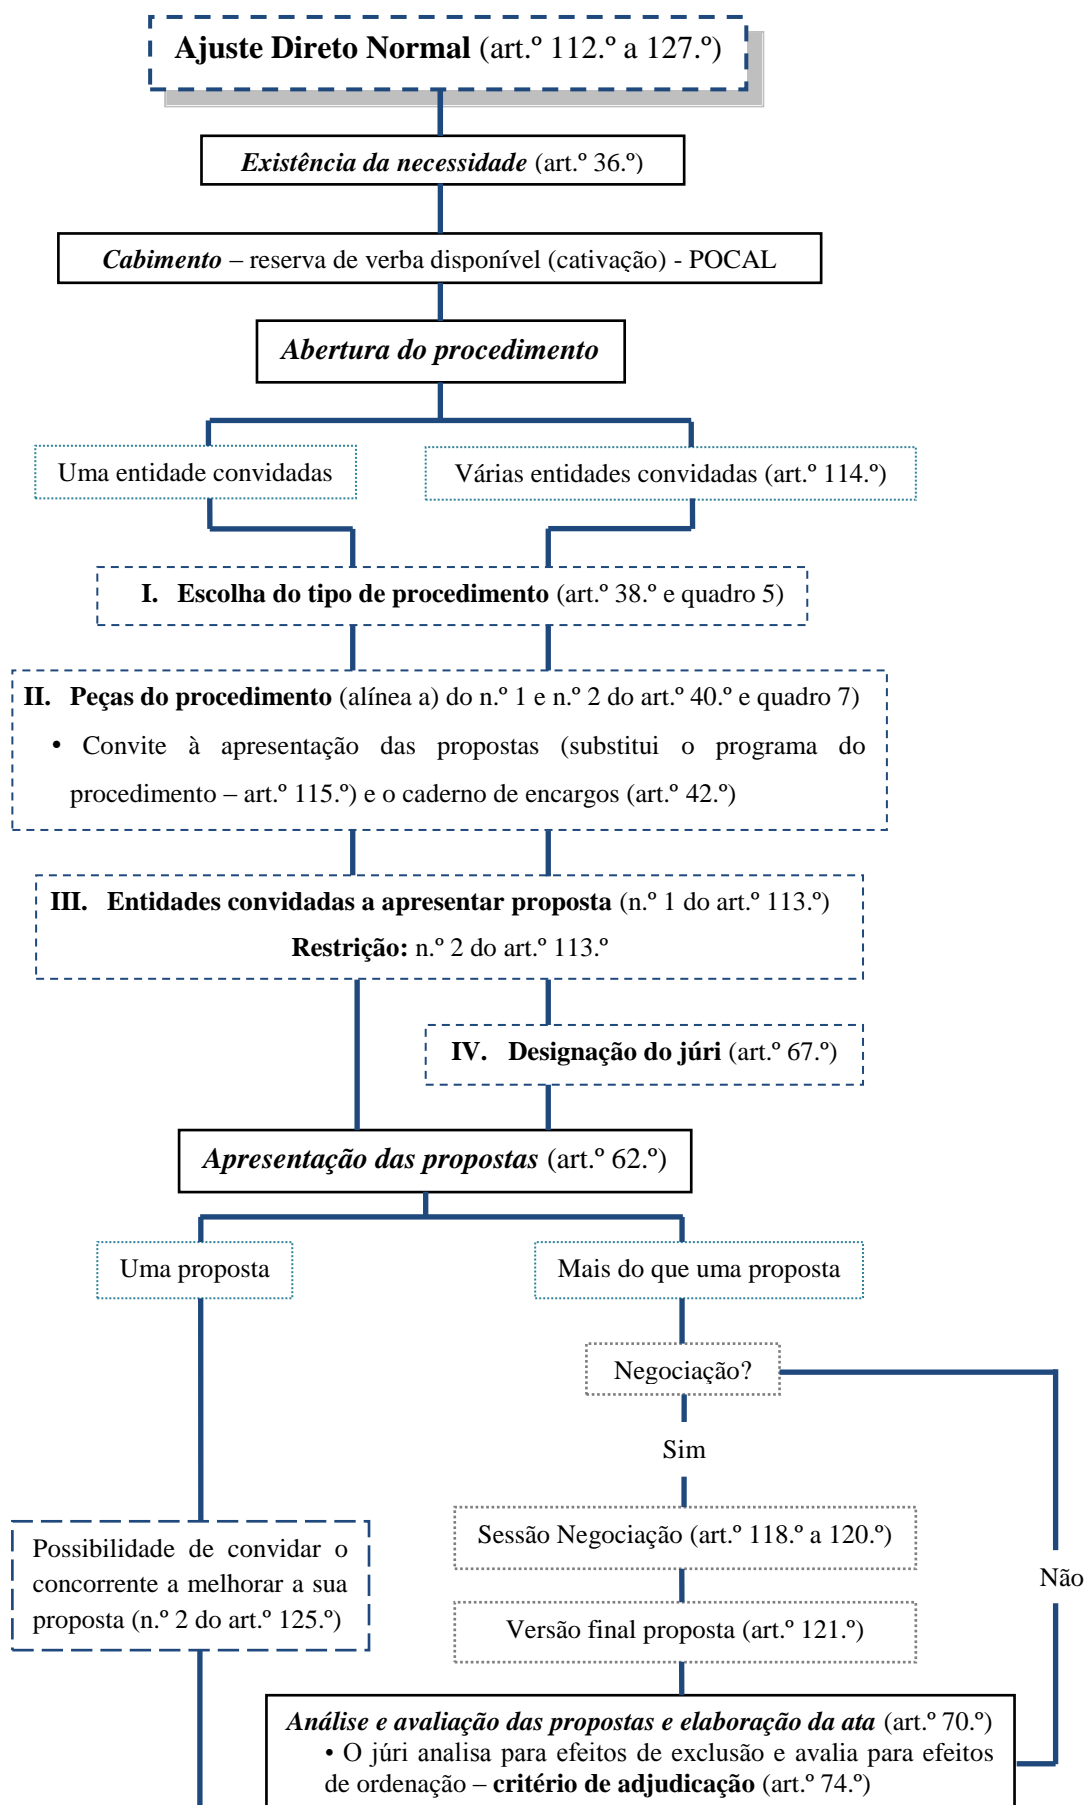 Ajuste Direto Normal (art.º 112.º a 127.º)
Existência da necessidade (art.º 36.º)
Cabimento – reserva de verba disponível (cativação) - POCAL
Abertura do procedimento
Uma entidade convidadas
Várias entidades convidadas (art.º 114.º)
I. Escolha do tipo de procedimento (art.º 38.º e quadro 5)
II. Peças do procedimento (alínea a) do n.º 1 e n.º 2 do art.º 40.º e quadro 7)
• Convite à apresentação das propostas (substitui o programa do
procedimento – art.º 115.º) e o caderno de encargos (art.º 42.º)
III. Entidades convidadas a apresentar proposta (n.º 1 do art.º 113.º)
Restrição: n.º 2 do art.º 113.º
IV. Designação do júri (art.º 67.º)
Apresentação das propostas (art.º 62.º)
Uma proposta
Mais do que uma proposta
Negociação?
Sim
Sessão Negociação (art.º 118.º a 120.º)
Não
Possibilidade de convidar o
concorrente a melhorar a sua
proposta (n.º 2 do art.º 125.º)
Versão final proposta (art.º 121.º)
Análise e avaliação das propostas e elaboração da ata (art.º 70.º)
• O júri analisa para efeitos de exclusão e avalia para efeitos
de ordenação – critério de adjudicação (art.º 74.º)